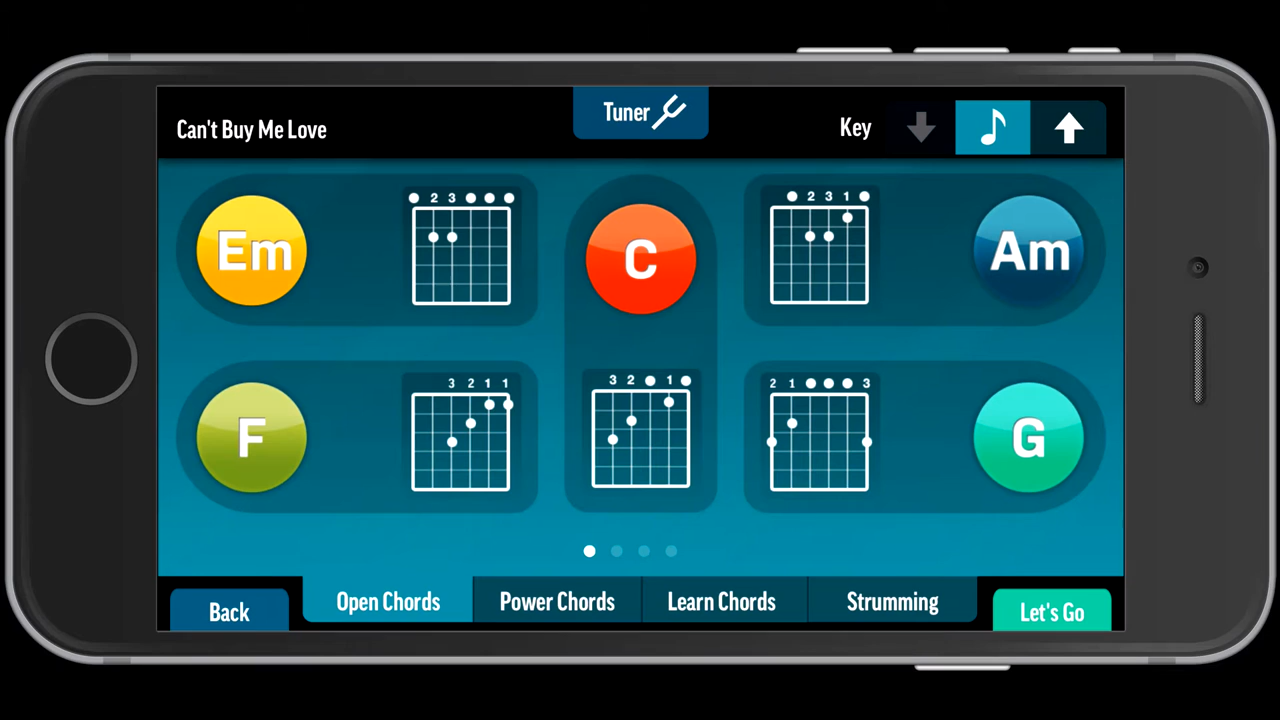 Can't Buy Me Love
Tuner
Key
Em
2 3
C
2 3 1
Am
F
3 2 1 1
3 2 1
2 1 3
G
Back
Open Chords
Power Chords
Learn Chords
Strumming
Let's Go